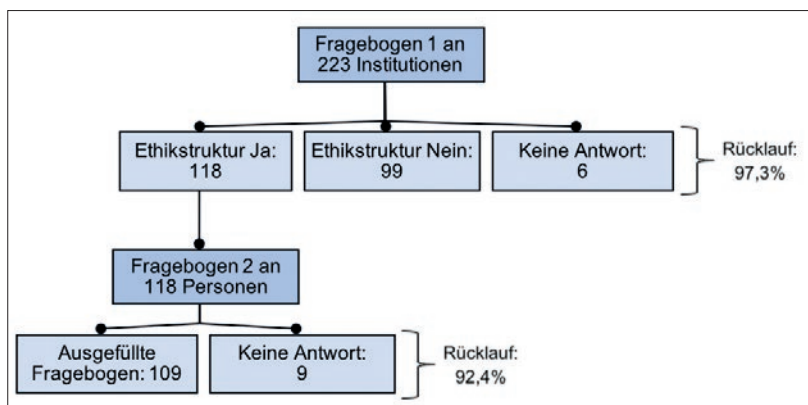 Fragebogen 1 an
223 Institutionen
Ethikstruktur Ja:
118
Ethikstruktur Nein:
99
Keine Antwort:
6
Rücklauf:
97,3%
Fragebogen 2 an
118 Personen
Ausgefüllte
Fragebogen: 109
Keine Antwort:
9
Rücklauf:
92,4%